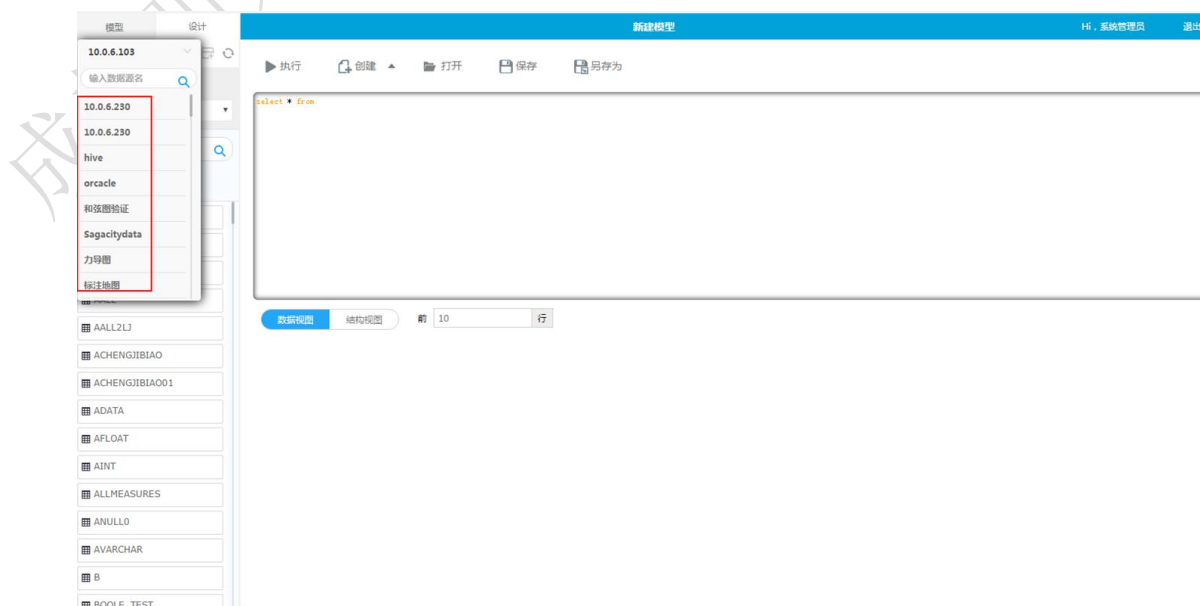 模型 设计 新建模型 Hi，系统管理员 退出
10.0.6.103
执行 创建 打开 保存 另存为
输入数据源名
10.0.6.230
select * from
10.0.6.230
hive
orcacle
和弦图验证
Sagacitydata
力导图
标注地图
数据视图 结构视图 前 10 行
AALL2LJ
ACHENGJIBIAO
ACHENGJIBIAO01
ADATA
AFLOAT
AINT
ALLMEASURES
ANULL0
AVARCHAR
B
BOOLE_TEST